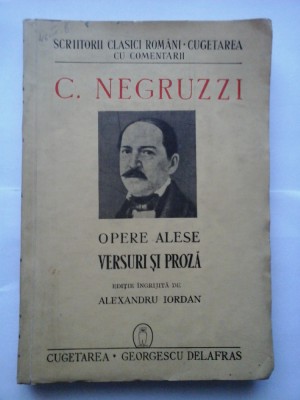 SCRIITORII CLASICI ROMÂNI • CUGETAREA
CU COMENTARII
C. NEGRUZZI
OPERE ALESE
VERSURI ȘI PROZĂ
EDIȚIE ÎNGRIJITĂ DE
ALEXANDRU IORDAN
CUGETAREA • GEORGESCU DELAFRAS